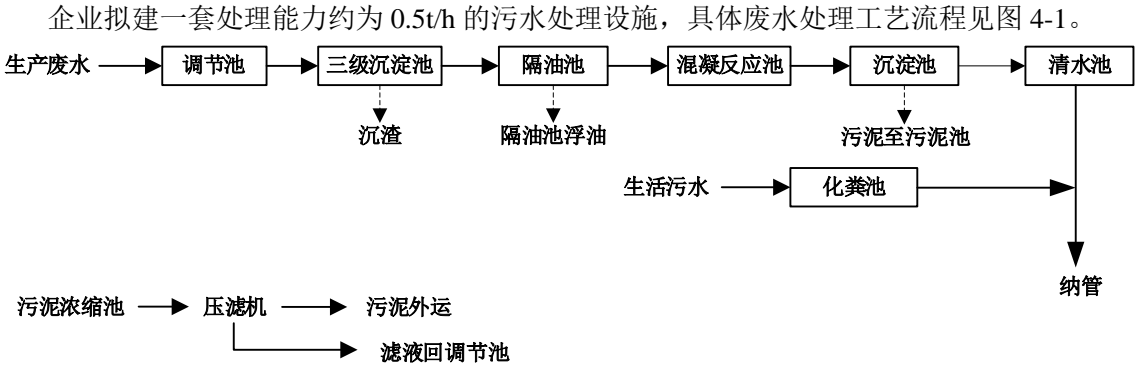 企业拟建一套处理能力约为 0.5t/h 的污水处理设施，具体废水处理工艺流程见图 4-1。
生产废水 调节池 三级沉淀池 隔油池 混凝反应池 沉淀池 清水池
沉渣 隔油池浮油 污泥至污泥池
生活污水 化粪池
纳管
污泥浓缩池 压滤机 污泥外运
滤液回调节池